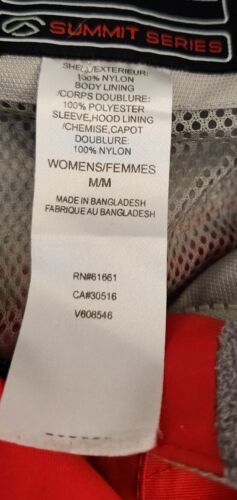 SUMMIT SERIES
SHELL/EXTERIEUR:
100% NYLON
BODY LINING
/CORPS DOUBLURE:
100% POLYESTER
SLEEVE,HOOD LINING
/CHEMISE,CAPOT
DOUBLURE:
100% NYLON
WOMENS/FEMMES
M/M
MADE IN BANGLADESH
FABRIQUE AU BANGLADESH
RN#61661
CA#30516
V608546